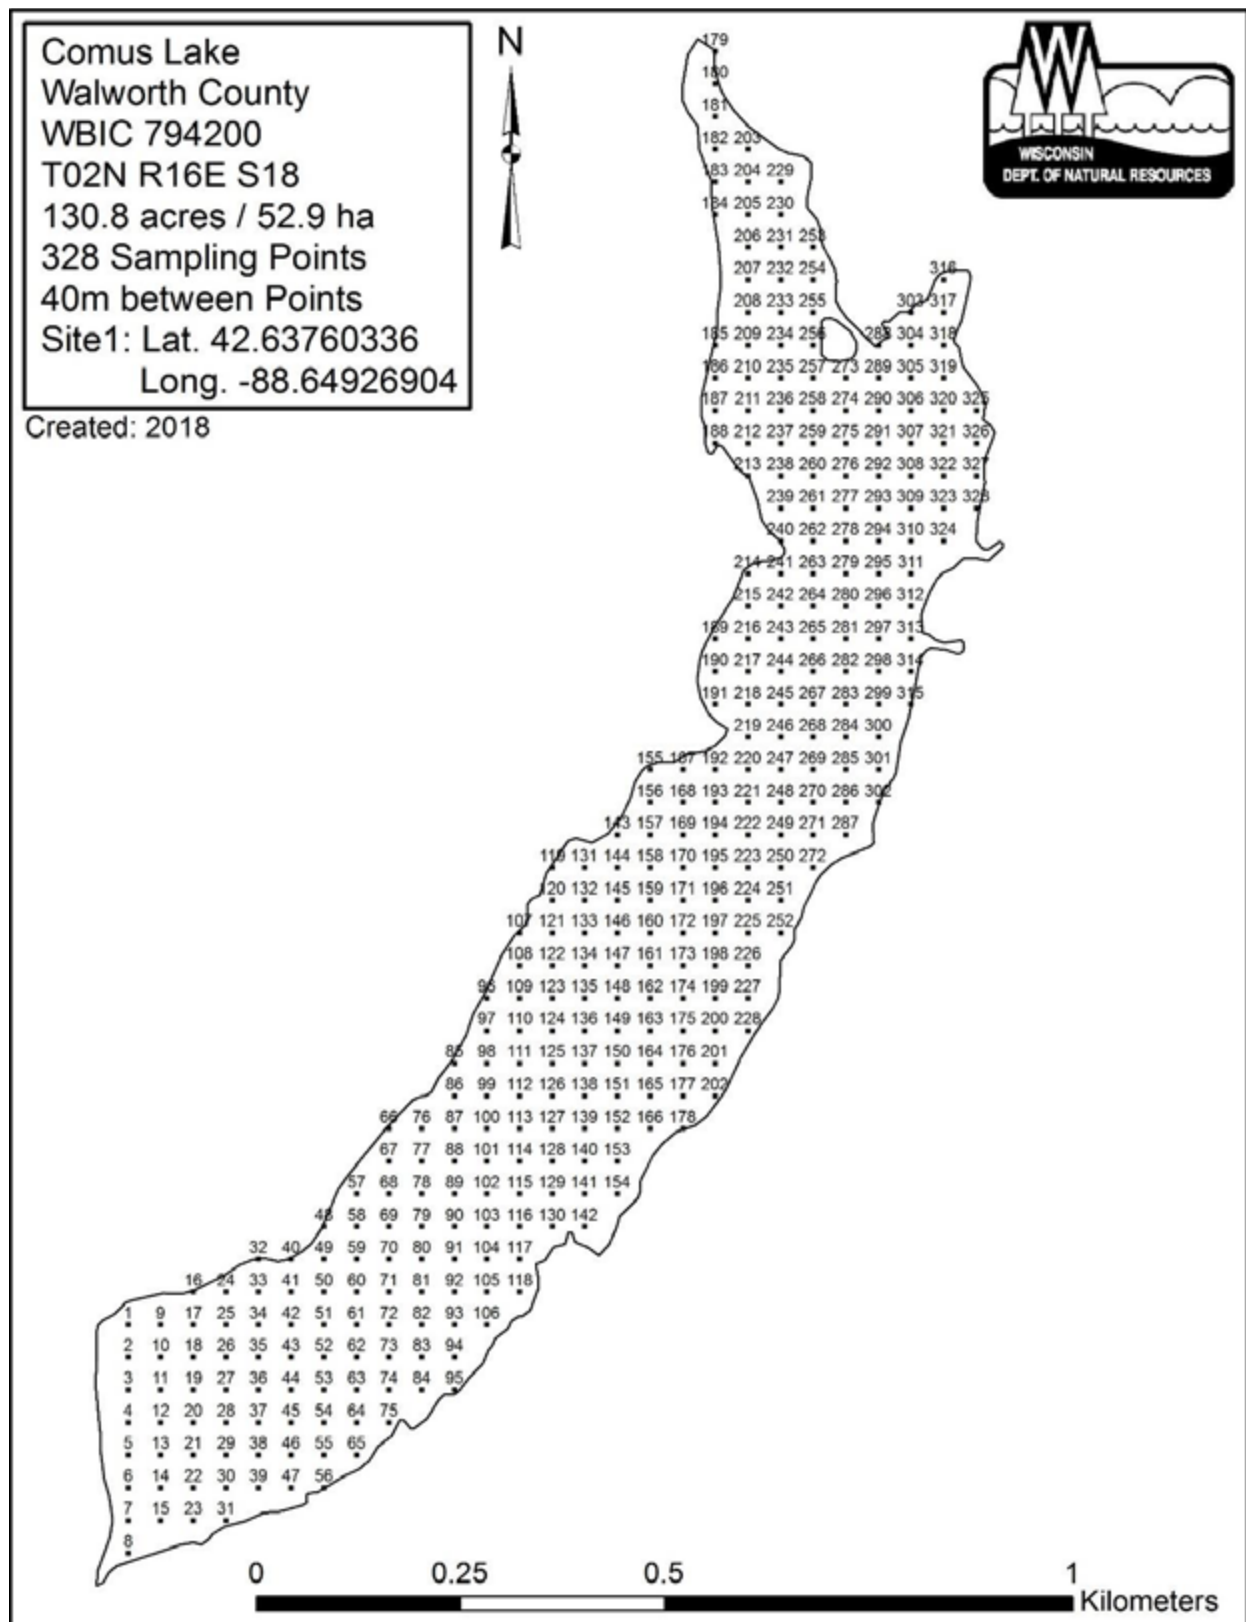 Comus Lake
Walworth County
WBIC 794200
T02N R16E S18
130.8 acres / 52.9 ha
328 Sampling Points
40m between Points
Site1: Lat. 42.63760336
Long. -88.64926904
Created: 2018
N
WISCONSIN
DEPT. OF NATURAL RESOURCES
179
180
181
182 203
183 204 229
184 205 230
206 231 253
207 232 254 316
208 233 255 303 317
185 209 234 256 288 304 318
186 210 235 257 273 289 305 319
187 211 236 258 274 290 306 320 325
188 212 237 259 275 291 307 321 326
213 238 260 276 292 308 322 327
239 261 277 293 309 323 328
240 262 278 294 310 324
214 241 263 279 295 311
215 242 264 280 296 312
189 216 243 265 281 297 313
190 217 244 266 282 298 314
191 218 245 267 283 299 315
219 246 268 284 300
155 167 192 220 247 269 285 301
156 168 193 221 248 270 286 302
143 157 169 194 222 249 271 287
119 131 144 158 170 195 223 250 272
120 132 145 159 171 196 224 251
107 121 133 146 160 172 197 225 252
108 122 134 147 161 173 198 226
96 109 123 135 148 162 174 199 227
97 110 124 136 149 163 175 200 228
85 98 111 125 137 150 164 176 201
86 99 112 126 138 151 165 177 202
66 76 87 100 113 127 139 152 166 178
67 77 88 101 114 128 140 153
57 68 78 89 102 115 129 141 154
48 58 69 79 90 103 116 130 142
32 40 49 59 70 80 91 104 117
16 24 33 41 50 60 71 81 92 105 118
1 9 17 25 34 42 51 61 72 82 93 106
2 10 18 26 35 43 52 62 73 83 94
3 11 19 27 36 44 53 63 74 84 95
4 12 20 28 37 45 54 64 75
5 13 21 29 38 46 55 65
6 14 22 30 39 47 56
7 15 23 31
8
0 0.25 0.5 1
Kilometers